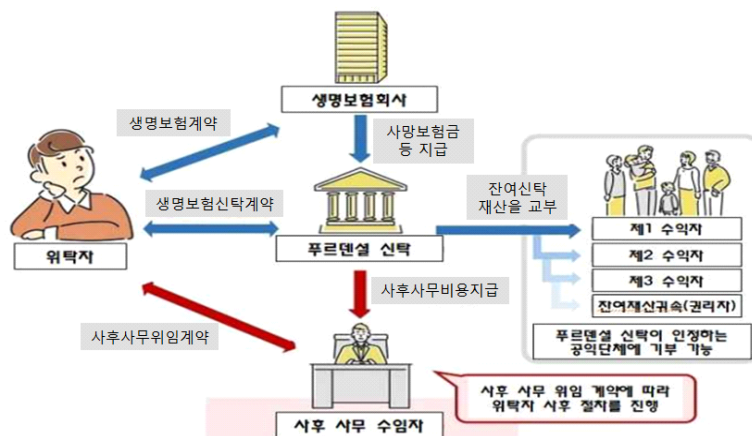 생명보험회사
생명보험계약
사망보험금
등 지급
잔여신탁
재산을 교부
생명보험신탁계약
위탁자
푸르덴셜 신탁
제1 수익자
제2 수익자
제3 수익자
잔여재산귀속(권리자)
사후사무비용지급
사후사무위임계약
푸르덴셜 신탁이 인정하는
공익단체에 기부 가능
사후 사무 위임 계약에 따라
위탁자 사후 절차를 진행
사후 사무 수임자